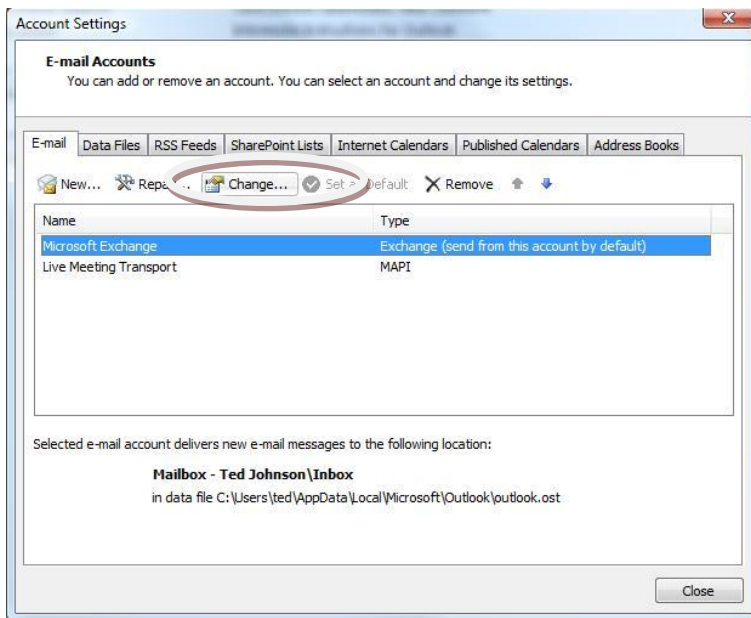 Account Settings
E-mail Accounts
You can add or remove an account. You can select an account and change its settings.
E-mail Data Files RSS Feeds SharePoint Lists Internet Calendars Published Calendars Address Books
New... Change... Default Remove
Name Type
Microsoft Exchange Exchange (send from this account by default)
Live Meeting Transport MAPI
Selected e-mail account delivers new e-mail messages to the following location:
Mailbox - Ted Johnson\Inbox
in data file C:\Users\ted\AppData\Local\Microsoft\Outlook\outlook.ost
Close